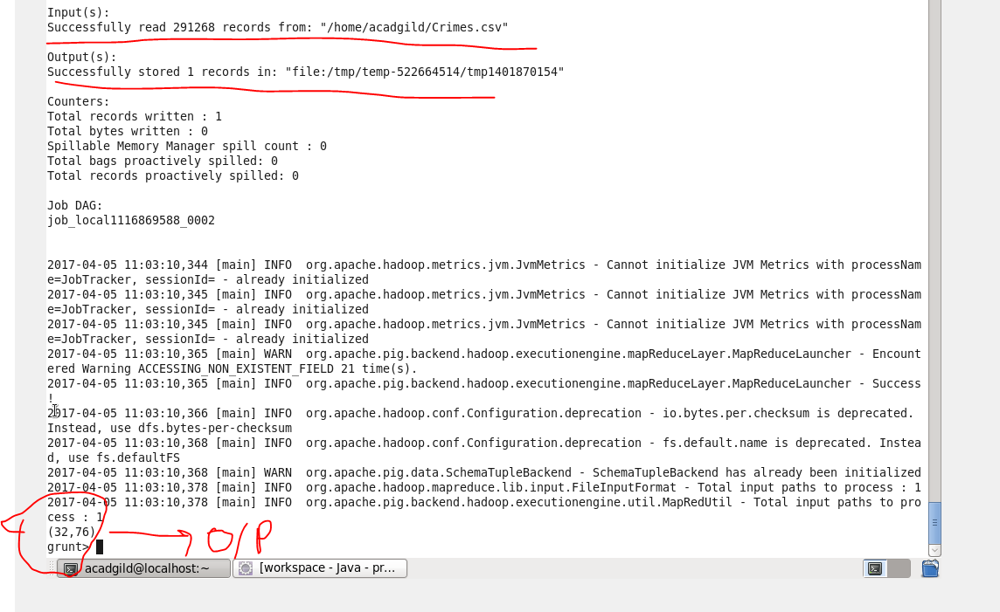 Input(s):
Successfully read 291268 records from: "/home/acadgild/Crimes.csv"
Output(s):
Successfully stored 1 records in: "file:/tmp/temp-522664514/tmp1401870154"
Counters:
Total records written : 1
Total bytes written : 0
Spillable Memory Manager spill count : 0
Total bags proactively spilled: 0
Total records proactively spilled: 0
Job DAG:
job_local1116869588_0002
2017-04-05 11:03:10,344 [main] INFO  org.apache.hadoop.metrics.jvm.JvmMetrics - Cannot initialize JVM Metrics with processNam
e=JobTracker, sessionId= - already initialized
2017-04-05 11:03:10,345 [main] INFO  org.apache.hadoop.metrics.jvm.JvmMetrics - Cannot initialize JVM Metrics with processNam
e=JobTracker, sessionId= - already initialized
2017-04-05 11:03:10,345 [main] INFO  org.apache.hadoop.metrics.jvm.JvmMetrics - Cannot initialize JVM Metrics with processNam
e=JobTracker, sessionId= - already initialized
2017-04-05 11:03:10,365 [main] WARN  org.apache.pig.backend.hadoop.executionengine.mapReduceLayer.MapReduceLauncher - Encount
ered Warning ACCESSING_NON_EXISTENT_FIELD 21 time(s).
2017-04-05 11:03:10,365 [main] INFO  org.apache.pig.backend.hadoop.executionengine.mapReduceLayer.MapReduceLauncher - Success
!
2017-04-05 11:03:10,366 [main] INFO  org.apache.hadoop.conf.Configuration.deprecation - io.bytes.per.checksum is deprecated.
Instead, use dfs.bytes-per-checksum
2017-04-05 11:03:10,368 [main] INFO  org.apache.hadoop.conf.Configuration.deprecation - fs.default.name is deprecated. Instea
d, use fs.defaultFS
2017-04-05 11:03:10,368 [main] WARN  org.apache.pig.data.SchemaTupleBackend - SchemaTupleBackend has already been initialized
2017-04-05 11:03:10,378 [main] INFO  org.apache.hadoop.mapreduce.lib.input.FileInputFormat - Total input paths to process : 1
2017-04-05 11:03:10,378 [main] INFO  org.apache.pig.backend.hadoop.executionengine.util.MapRedUtil - Total input paths to pro
cess : 1
(32,76) O/P
grunt>
acadgild@localhost:~ [workspace - Java - pr...